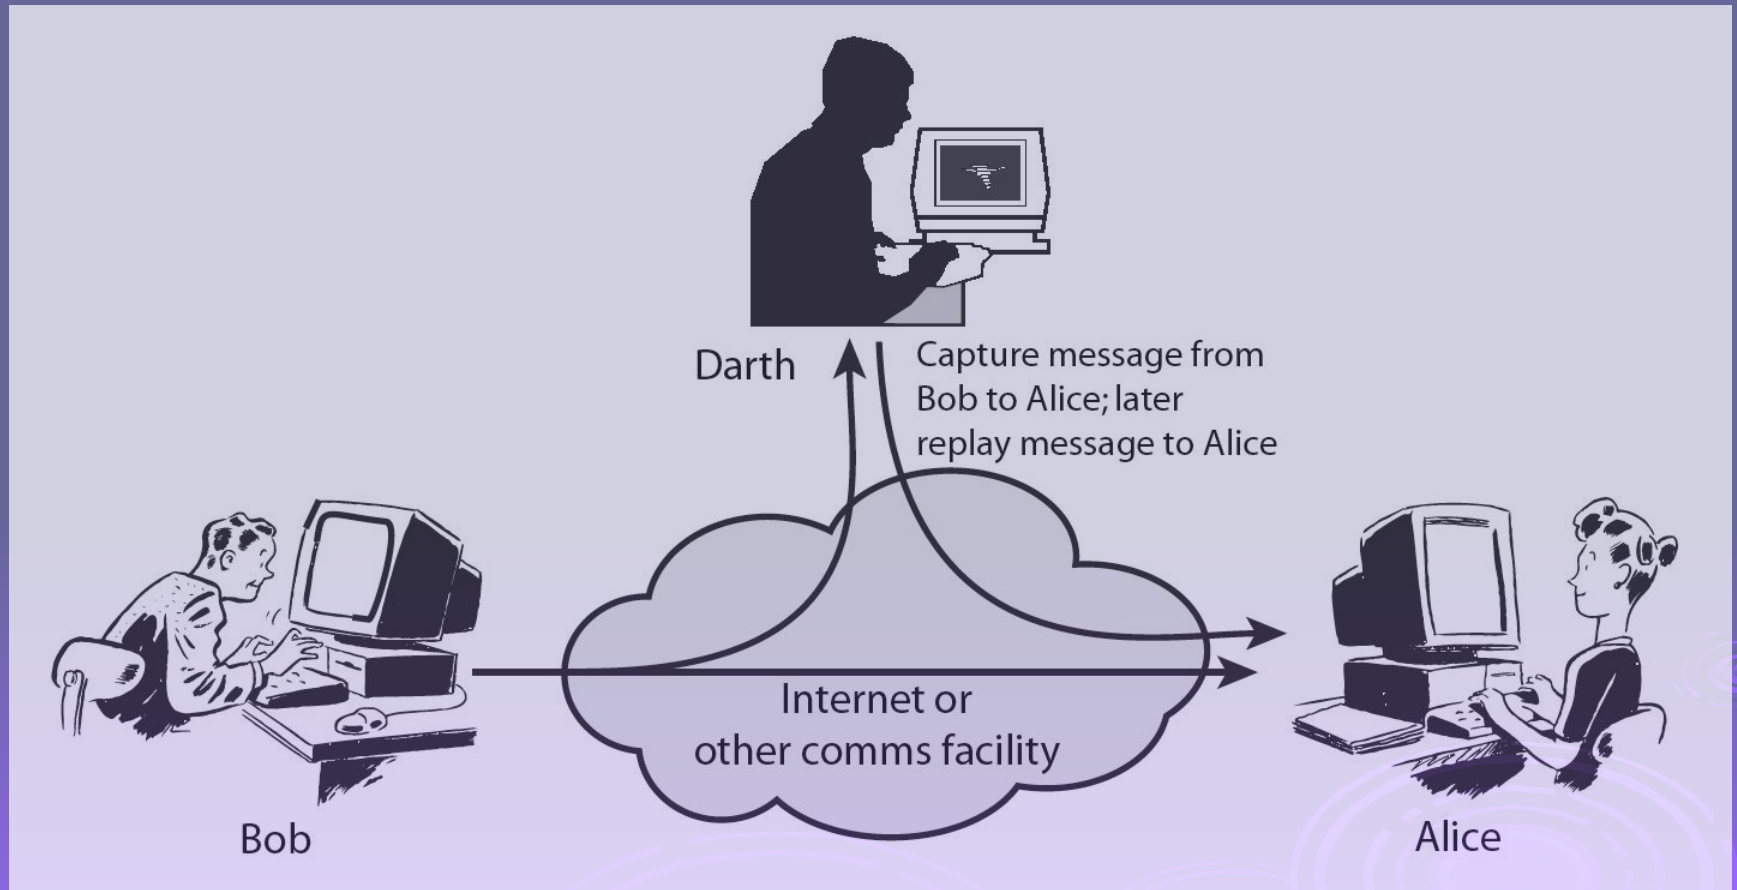 Darth
Capture message from
Bob to Alice; later
replay message to Alice
Internet or
other comms facility
Bob
Alice